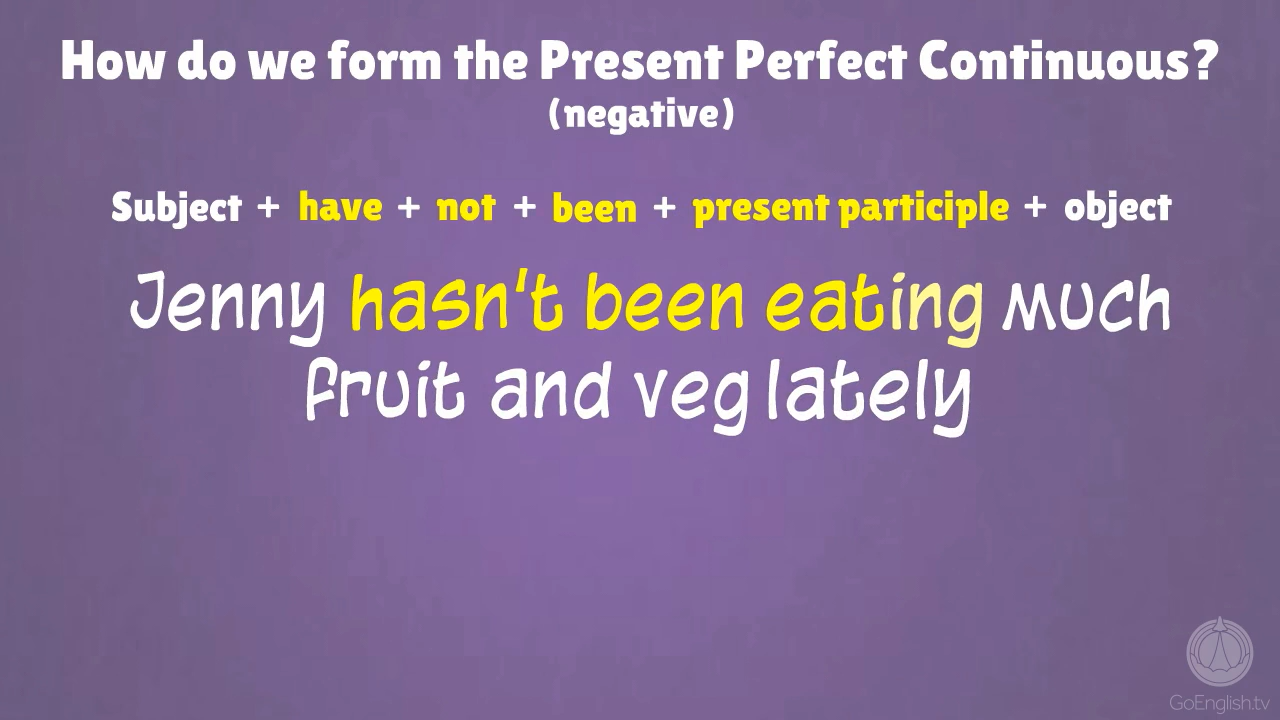 How do we form the Present Perfect Continuous?
(negative)
Subject + have + not + been + present participle + object
Jenny hasn't been eating much
fruit and veg lately
GoEnglish.tv